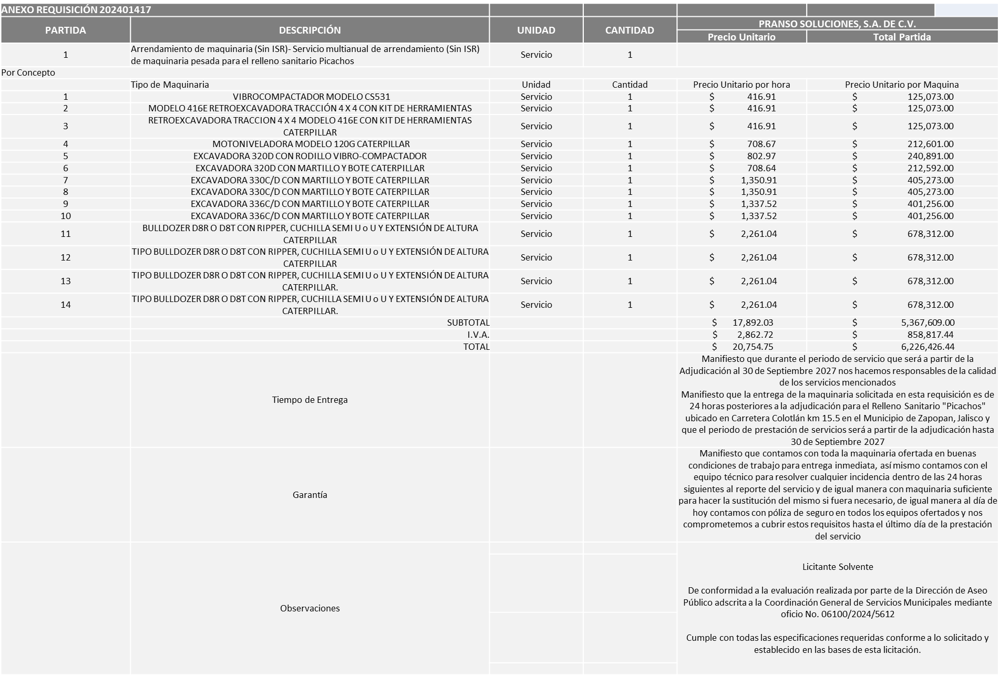 ANEXO REQUISICIÓN 202401417
PARTIDA DESCRIPCIÓN UNIDAD CANTIDAD PRANSO SOLUCIONES, S.A. DE C.V.
Precio Unitario Total Partida
1 Arrendamiento de maquinaria (Sin ISR)- Servicio multianual de arrendamiento (Sin ISR)
de maquinaria pesada para el relleno sanitario Picachos Servicio 1
Por Concepto
Tipo de Maquinaria Unidad Cantidad Precio Unitario por hora Precio Unitario por Maquina
1 VIBROCOMPACTADOR MODELO CS531 Servicio 1 $ 416.91 $ 125,073.00
2 MODELO 416E RETROEXCAVADORA TRACCIÓN 4 X 4 CON KIT DE HERRAMIENTAS Servicio 1 $ 416.91 $ 125,073.00
3 RETROEXCAVADORA TRACCION 4 X 4 MODELO 416E CON KIT DE HERRAMIENTAS
CATERPILLAR Servicio 1 $ 416.91 $ 125,073.00
4 MOTONIVELADORA MODELO 120G CATERPILLAR Servicio 1 $ 708.67 $ 212,601.00
5 EXCAVADORA 320D CON RODILLO VIBRO-COMPACTADOR Servicio 1 $ 802.97 $ 240,891.00
6 EXCAVADORA 320D CON MARTILLO Y BOTE CATERPILLAR Servicio 1 $ 708.64 $ 212,592.00
7 EXCAVADORA 330C/D CON MARTILLO Y BOTE CATERPILLAR Servicio 1 $ 1,350.91 $ 405,273.00
8 EXCAVADORA 330C/D CON MARTILLO Y BOTE CATERPILLAR Servicio 1 $ 1,350.91 $ 405,273.00
9 EXCAVADORA 336C/D CON MARTILLO Y BOTE CATERPILLAR Servicio 1 $ 1,337.52 $ 401,256.00
10 EXCAVADORA 336C/D CON MARTILLO Y BOTE CATERPILLAR Servicio 1 $ 1,337.52 $ 401,256.00
11 BULLDOZER D8R O D8T CON RIPPER, CUCHILLA SEMI U o U Y EXTENSIÓN DE ALTURA
CATERPILLAR Servicio 1 $ 2,261.04 $ 678,312.00
12 TIPO BULLDOZER D8R O D8T CON RIPPER, CUCHILLA SEMI U o U Y EXTENSIÓN DE ALTURA
CATERPILLAR Servicio 1 $ 2,261.04 $ 678,312.00
13 TIPO BULLDOZER D8R O D8T CON RIPPER, CUCHILLA SEMI U o U Y EXTENSIÓN DE ALTURA
CATERPILLAR. Servicio 1 $ 2,261.04 $ 678,312.00
14 TIPO BULLDOZER D8R O D8T CON RIPPER, CUCHILLA SEMI U o U Y EXTENSIÓN DE ALTURA
CATERPILLAR. Servicio 1 $ 2,261.04 $ 678,312.00
SUBTOTAL $ 17,892.03 $ 5,367,609.00
I.V.A. $ 2,862.72 $ 858,817.44
TOTAL $ 20,754.75 $ 6,226,426.44
Tiempo de Entrega
Manifiesto que durante el periodo de servicio que será a partir de la
Adjudicación al 30 de Septiembre 2027 nos hacemos responsables de la calidad
de los servicios mencionados
Manifiesto que la entrega de la maquinaria solicitada en esta requisición es de
24 horas posteriores a la adjudicación para el Relleno Sanitario "Picachos"
ubicado en Carretera Colotlán km 15.5 en el Municipio de Zapopan, Jalisco y
que el periodo de prestación de servicios será a partir de la adjudicación hasta
30 de Septiembre 2027
Garantía
Manifiesto que contamos con toda la maquinaria ofertada en buenas
condiciones de trabajo para entrega inmediata, así mismo contamos con el
equipo técnico para resolver cualquier incidencia dentro de las 24 horas
siguientes al reporte del servicio y de igual manera con maquinaria suficiente
para hacer la sustitución del mismo si fuera necesario, de igual manera al día de
hoy contamos con póliza de seguro en todos los equipos ofertados y nos
comprometemos a cubrir estos requisitos hasta el último día de la prestación
del servicio
Observaciones
Licitante Solvente
De conformidad a la evaluación realizada por parte de la Dirección de Aseo
Público adscrita a la Coordinación General de Servicios Municipales mediante
oficio No. 06100/2024/5612
Cumple con todas las especificaciones requeridas conforme a lo solicitado y
establecido en las bases de esta licitación.